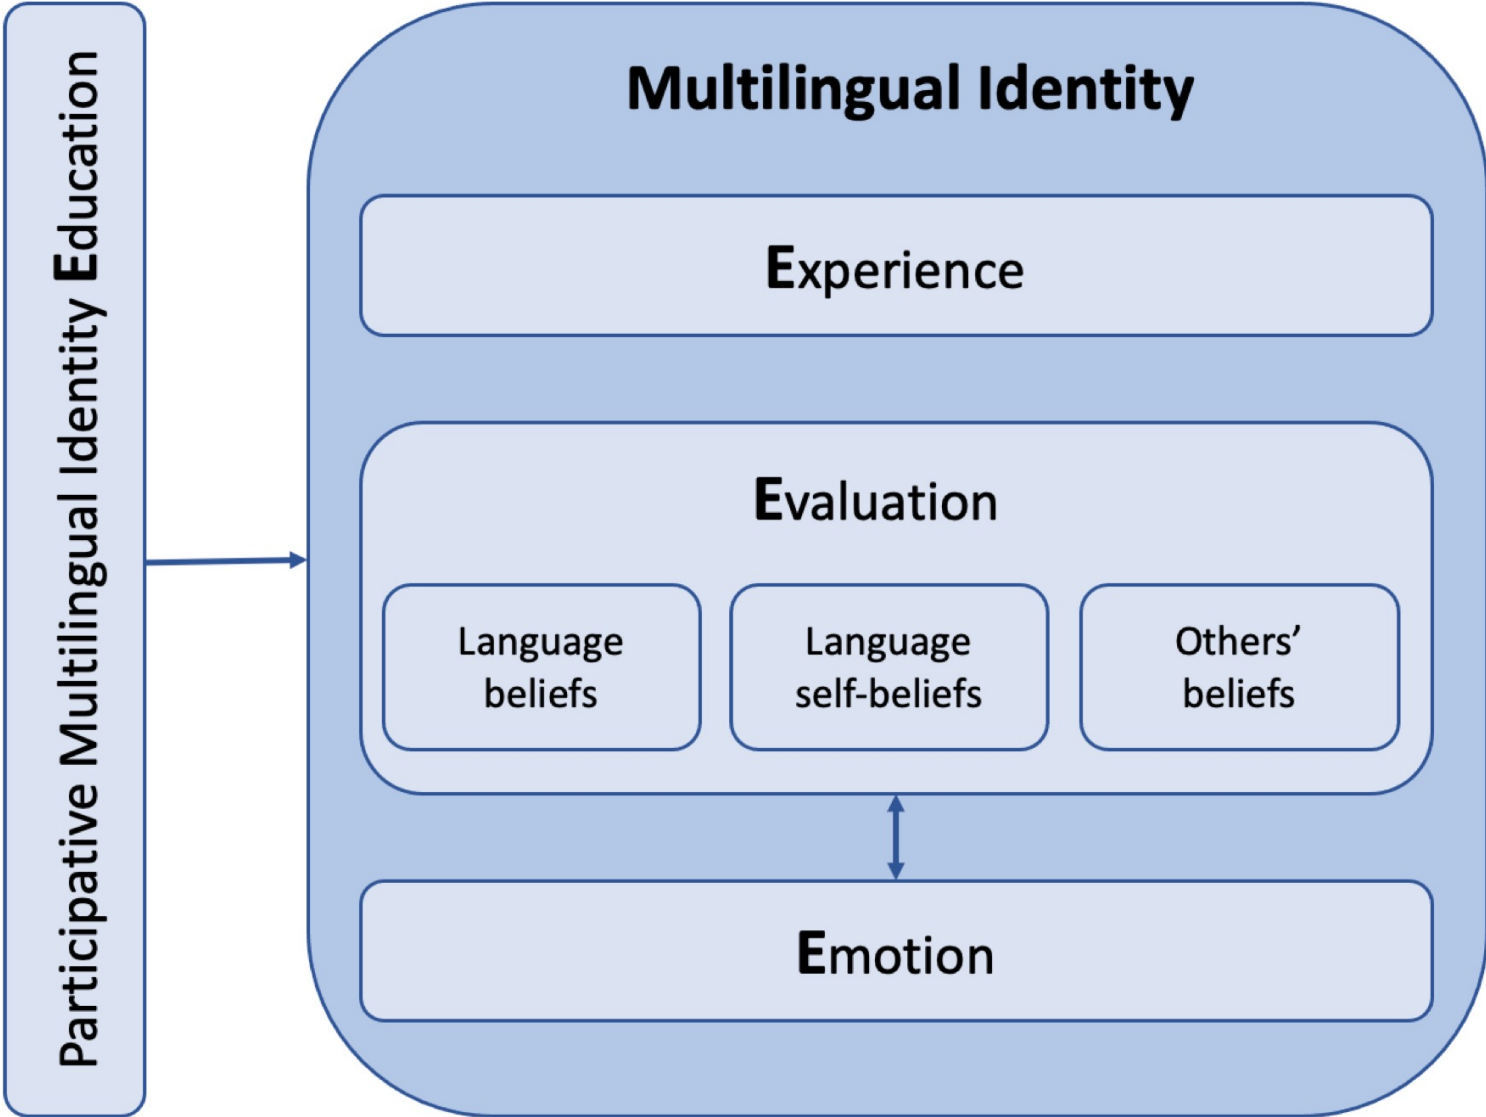 Participative Multilingual Identity Education
Multilingual Identity
Experience
Evaluation
Language
beliefs
Language
self-beliefs
Others’
beliefs
Emotion